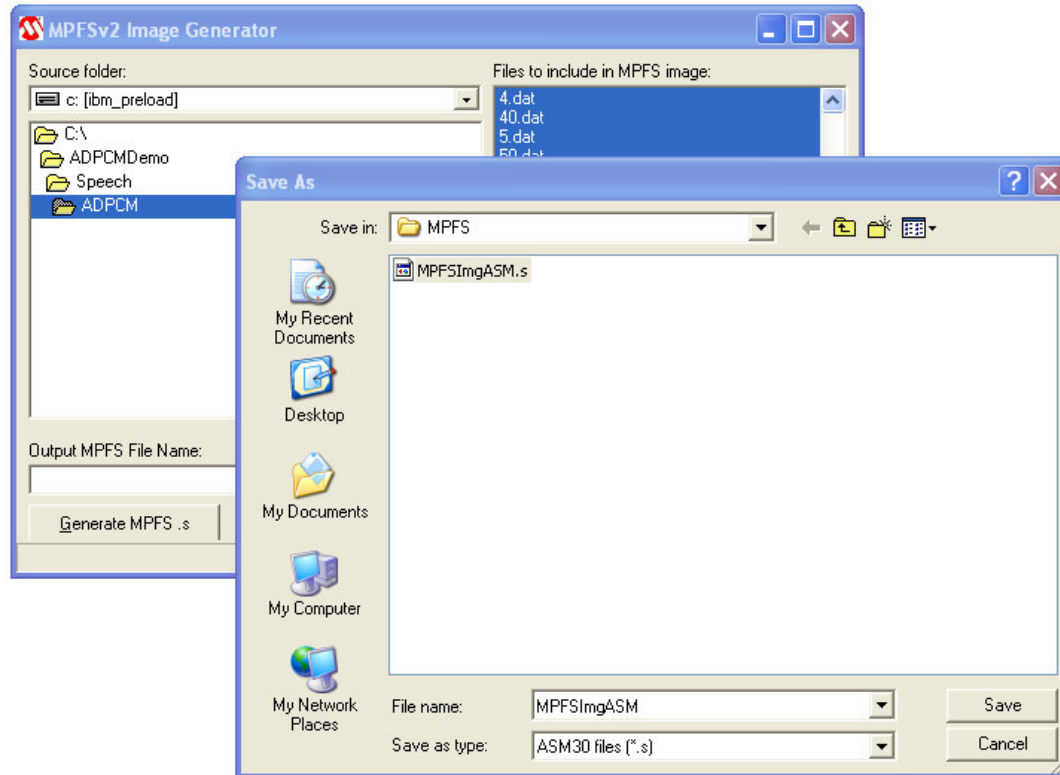 MPFSv2 Image Generator
Source folder:
Files to include in MPFS image:
c: [ibm_preload]
4.dat
40.dat
5.dat
50.dat
C:\
ADPCMDemo
Speech
ADPCM
Output MPFS File Name:
Generate MPFS .s
Save As
Save in:
MPFS
MPFSImgASM.s
My Recent
Documents
Desktop
My Documents
My Computer
My Network
Places
File name:
MPFSImgASM
Save
Save as type:
ASM30 files (*.s)
Cancel